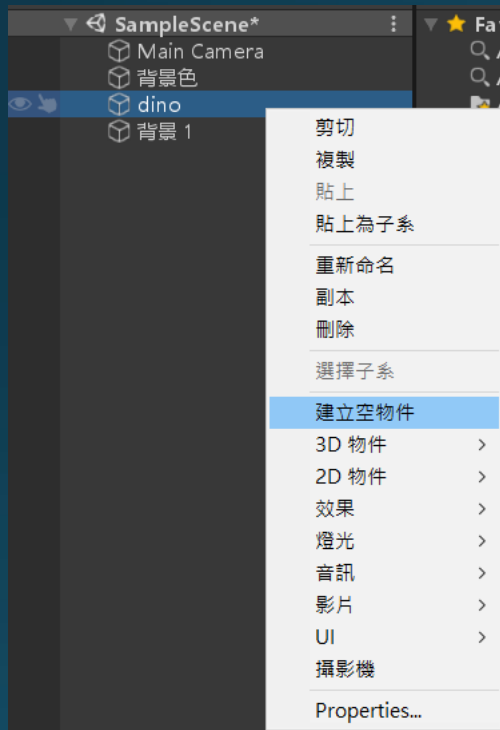 SampleScene*
Main Camera
背景色
dino
背景 1
Fa
剪切
複製
貼上
貼上為子系
重新命名
副本
刪除
選擇子系
建立空物件
3D 物件
2D 物件
效果
燈光
音訊
影片
UI
攝影機
Properties...